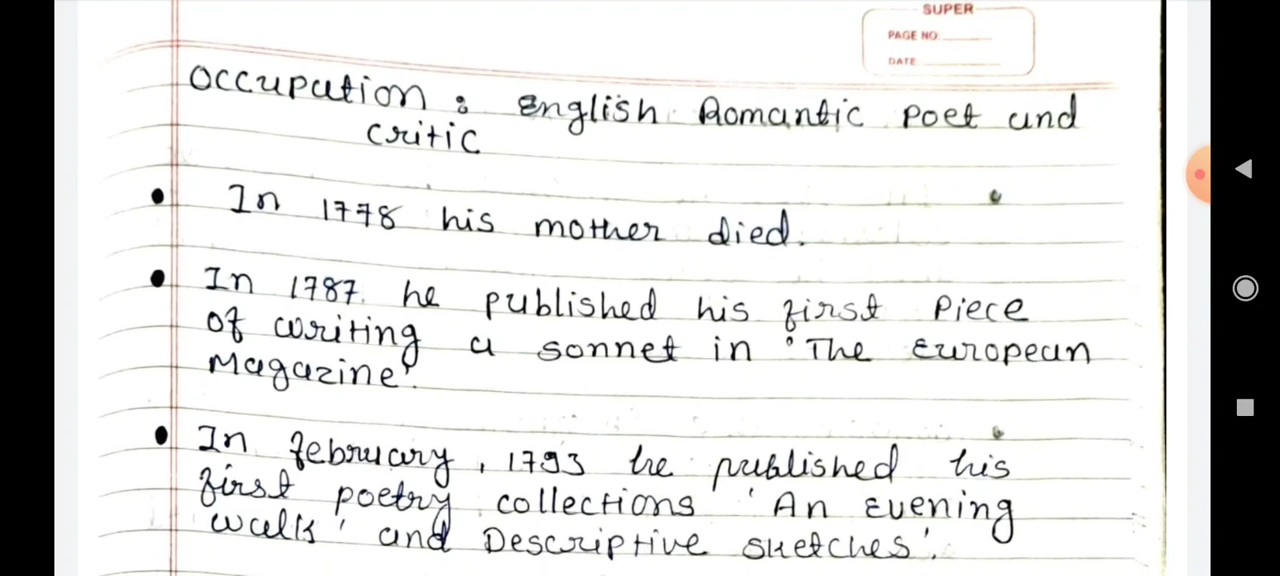 SUPER
PAGE NO.
DATE
Occupation : English Romantic Poet and
critic
In 1778 his mother died.
In 1787. he published his first Piece
of writing a sonnet in 'The European
Magazine'.
In february, 1793 he published his
first poetry collections 'An Evening
walk' and Descriptive sketches'.